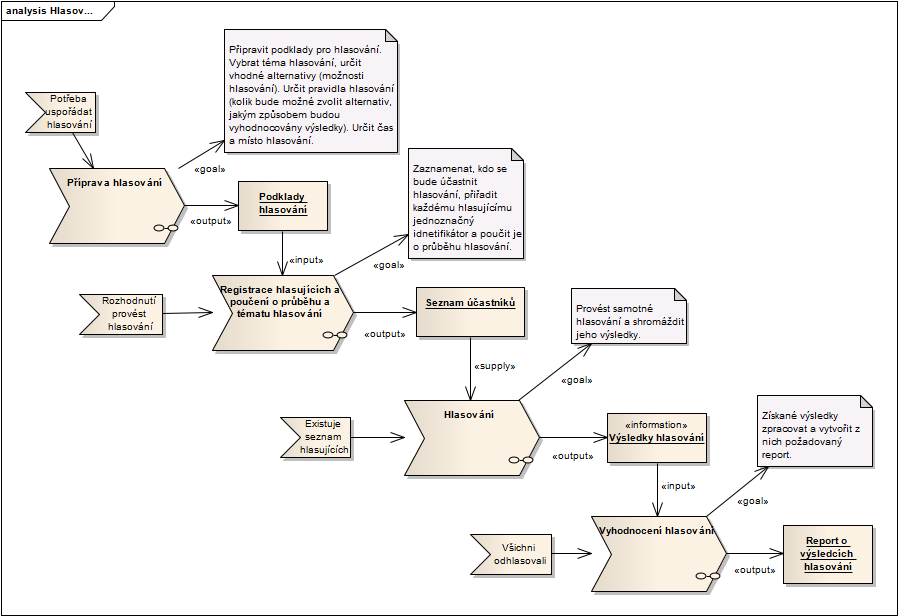 analysis Hlasov...
Připravit podklady pro hlasování.
Vybrat téma hlasování, určit
vhodné alternativy (možnosti
hlasování). Určit pravidla hlasování
(kolik bude možné zvolit alternativ,
jakým způsobem budou
vyhodnocovány výsledky). Určit čas
a místo hlasování.
Potřeba
uspořádat
hlasování
«goal»
Příprava hlasování
Podklady
hlasování
«output»
Zaznamenat, kdo se
bude účastnit
hlasování, přiřadit
každému hlasujícímu
jednoznačný
idnetifikátor a poučit je
o průběhu hlasování.
«input»
«goal»
Registrace hlasujících a
poučení o průběhu a
tématu hlasování
Rozhodnutí
provést
hlasování
Seznam účastníků
«output»
Provést samotné
hlasování a shromáždit
jeho výsledky.
«supply»
«goal»
Hlasování
Existuje
seznam
hlasujících
«information»
Výsledky hlasování
«output»
Získané výsledky
zpracovat a vytvořit z
nich požadovaný
report.
«input»
«goal»
Vyhodnocení hlasování
Všichni
odhlasovali
Report o
výsledcích
hlasování
«output»